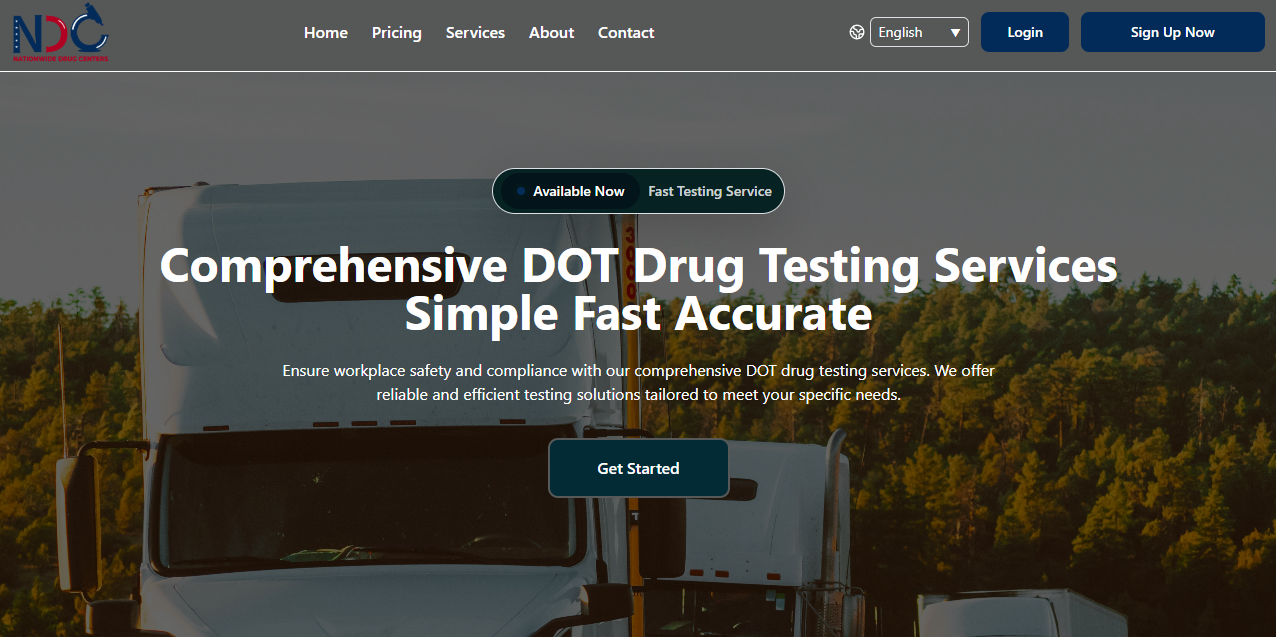 NDC
NATIONWIDE DRUG CENTERS
Home Pricing Services About Contact
English ▼
Login
Sign Up Now
Available Now Fast Testing Service
Comprehensive DOT Drug Testing Services
Simple Fast Accurate
Ensure workplace safety and compliance with our comprehensive DOT drug testing services. We offer
reliable and efficient testing solutions tailored to meet your specific needs.
Get Started